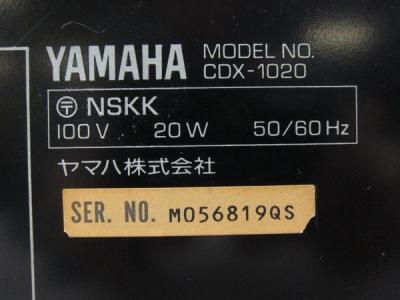 YAMAHA MODEL NO. CDX-1020
〒 NSKK
100V 20W 50/60Hz
ヤマハ株式会社
SER. NO. M056819QS